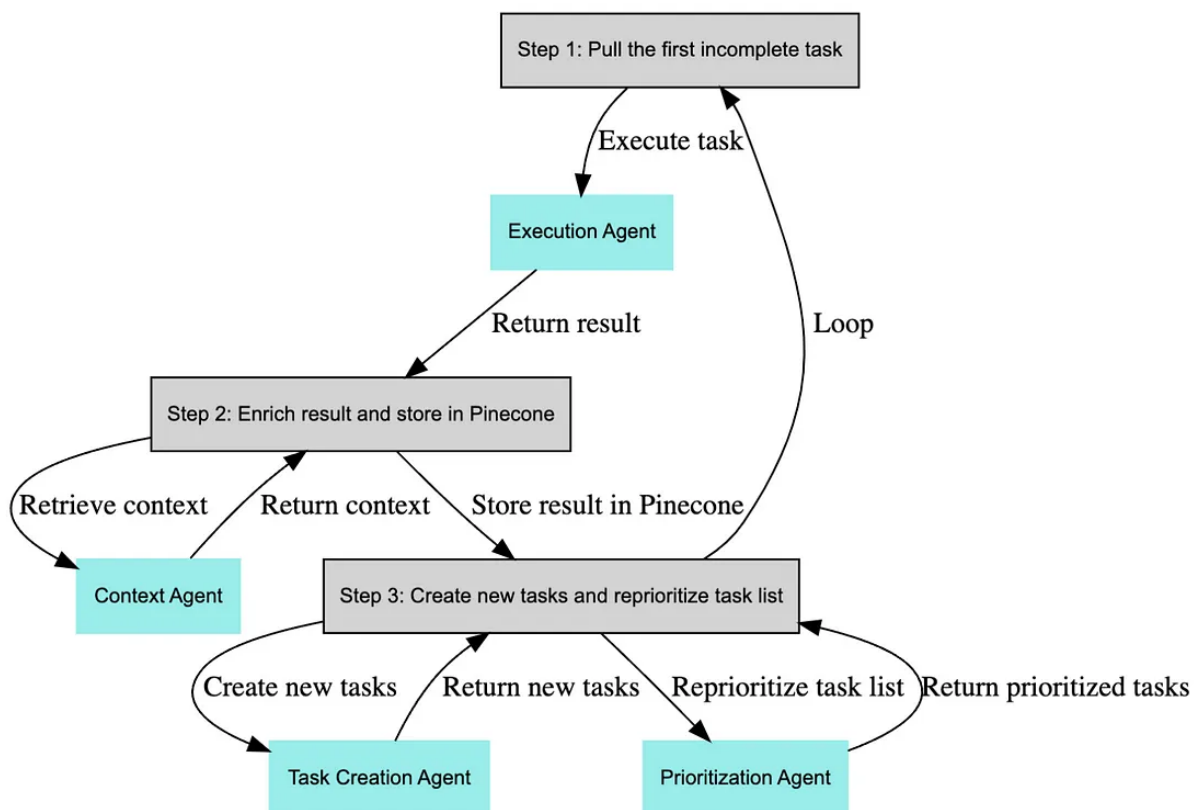 Step 1: Pull the first incomplete task
Execute task
Execution Agent
Return result
Loop
Step 2: Enrich result and store in Pinecone
Retrieve context
Return context
Store result in Pinecone
Context Agent
Step 3: Create new tasks and reprioritize task list
Create new tasks
Return new tasks
Reprioritize task list
Return prioritized tasks
Task Creation Agent
Prioritization Agent